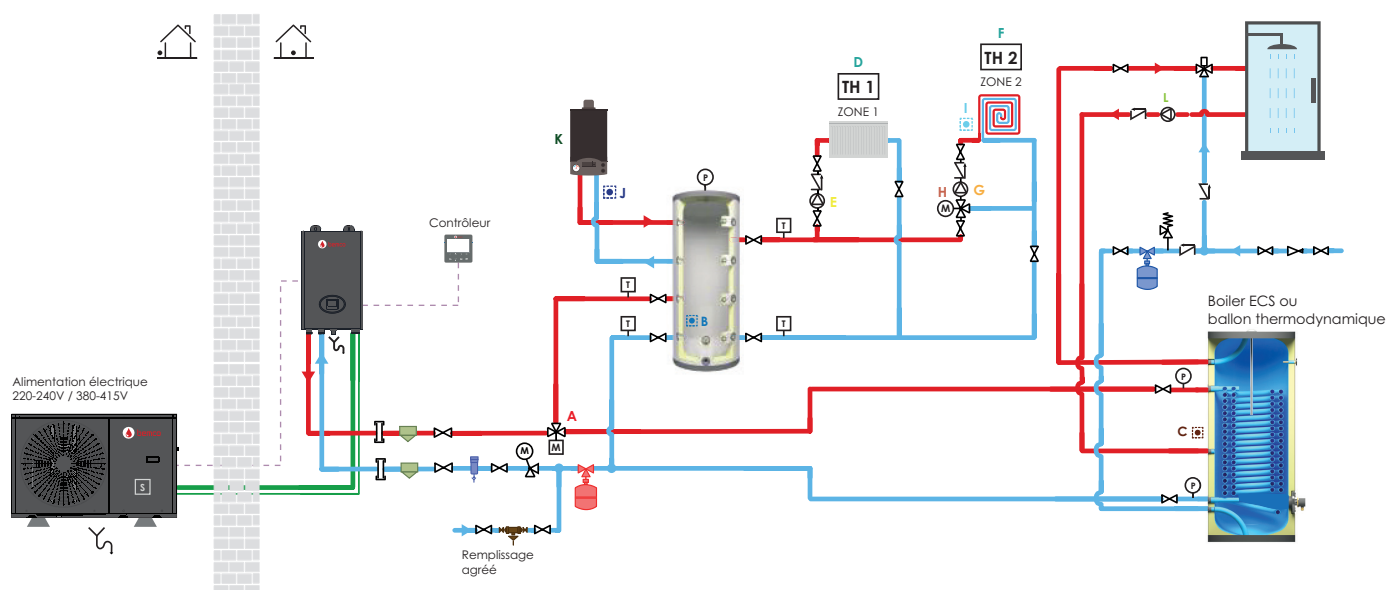 F
D
TH 2
TH 1
ZONE 2
ZONE 1
I
L
K
J
P
E
H
M
G
T
Contrôleur
T
B
T
T
Boiler ECS ou
ballon thermodynamique
Alimentation électrique
220-240V / 380-415V
A
M
P
C
M
S
P
Remplissage
agréé